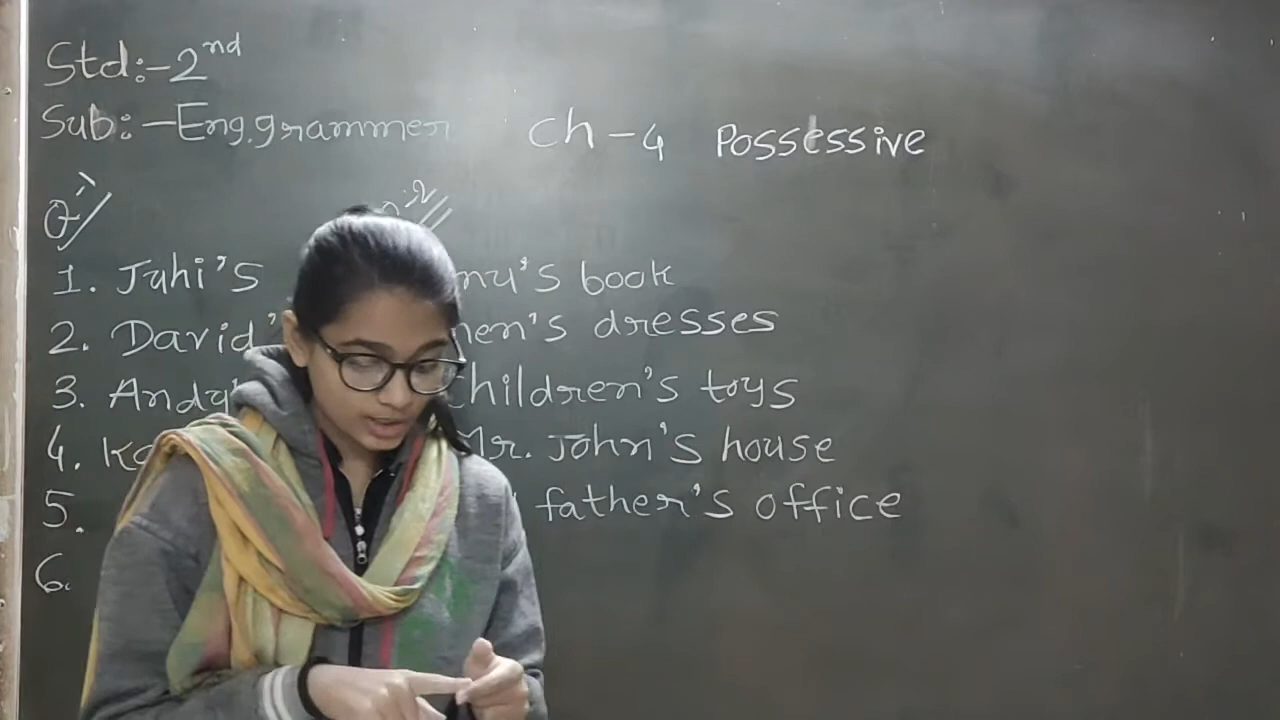 Std:-2nd
Sub:-Eng.grammer Ch-4 Possessive
Q
1. Juhi's book
2. David' dresses
3. Andy' Children's toys
4. Mr. John's house
5. father's office
6.